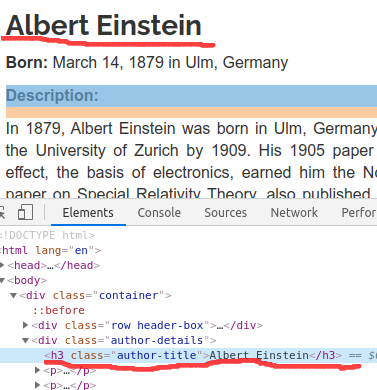 Albert Einstein
Born: March 14, 1879 in Ulm, Germany
Description:
In 1879, Albert Einstein was born in Ulm, Germany
the University of Zurich by 1909. His 1905 paper
effect, the basis of electronics, earned him the No
paper on Special Relativity Theory, also published
Elements Console Sources Network Perfor
<!DOCTYPE html>
<html lang="en">
<head>…</head>
<body>
<div class="container">
::before
<div class="row header-box">…</div>
<div class="author-details">
<h3 class="author-title">Albert Einstein</h3> == $
<p>…</p>
<p>…</p>